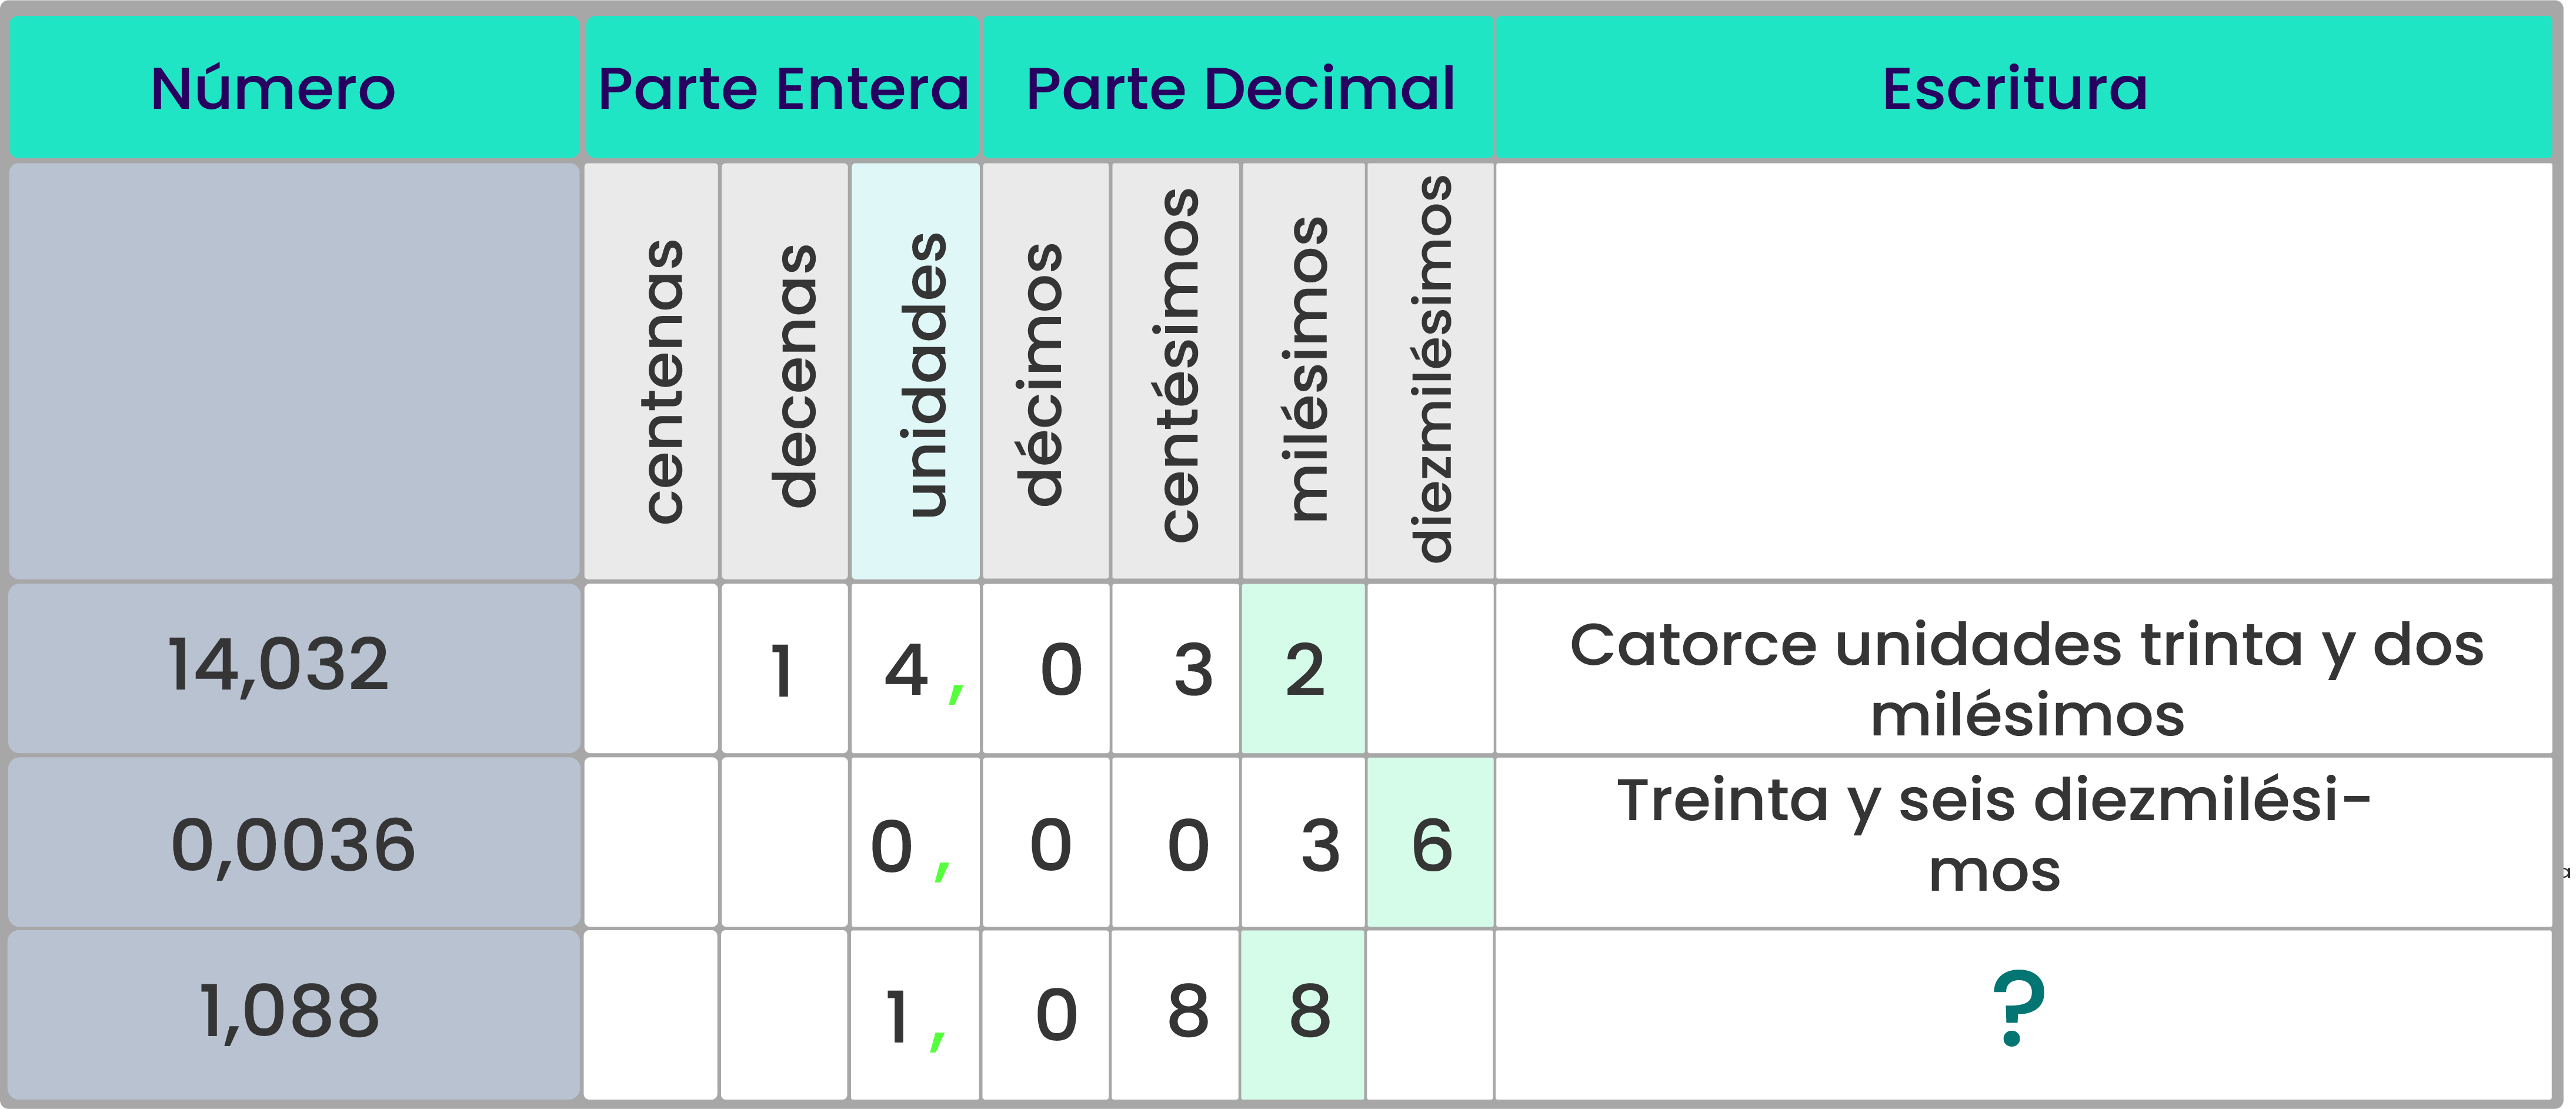 Número Parte Entera Parte Decimal Escritura
centenas decenas unidades décimos centésimos milésimos diezmilésimos
14,032 1 4 , 0 3 2 Catorce unidades trinta y dos
milésimos
0,0036 0 , 0 0 3 6 Treinta y seis diezmilési-
mos
a
1,088 1 , 0 8 8 ?